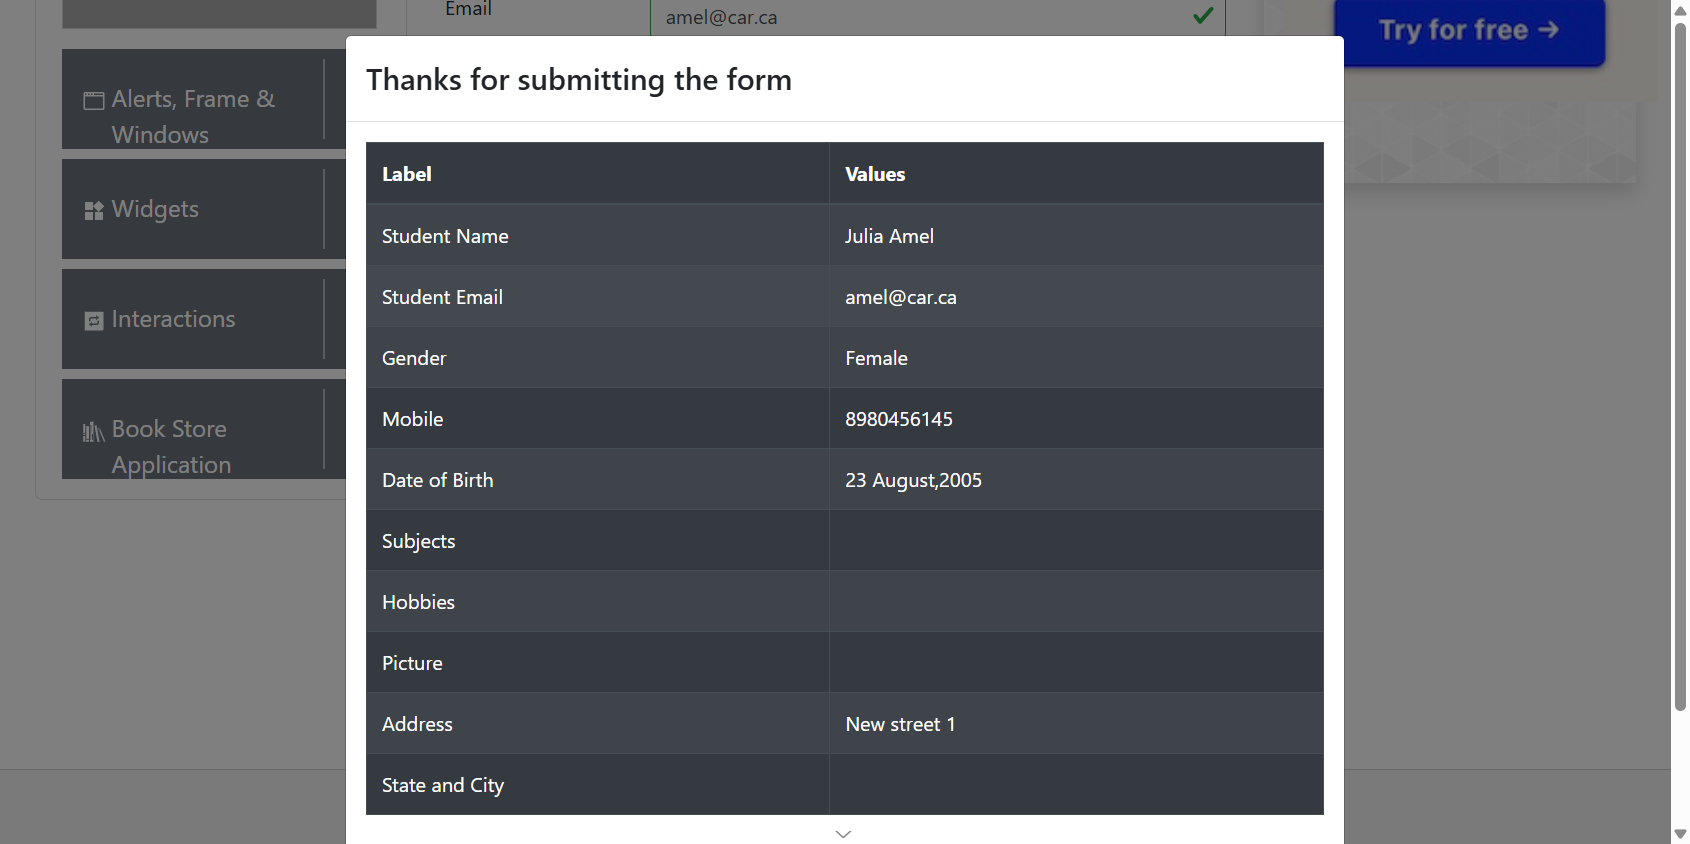 Email
amel@car.ca
Try for free →
Alerts, Frame &
Windows
Widgets
Interactions
Book Store
Application
Thanks for submitting the form
Label Values
Student Name Julia Amel
Student Email amel@car.ca
Gender Female
Mobile 8980456145
Date of Birth 23 August,2005
Subjects
Hobbies
Picture
Address New street 1
State and City